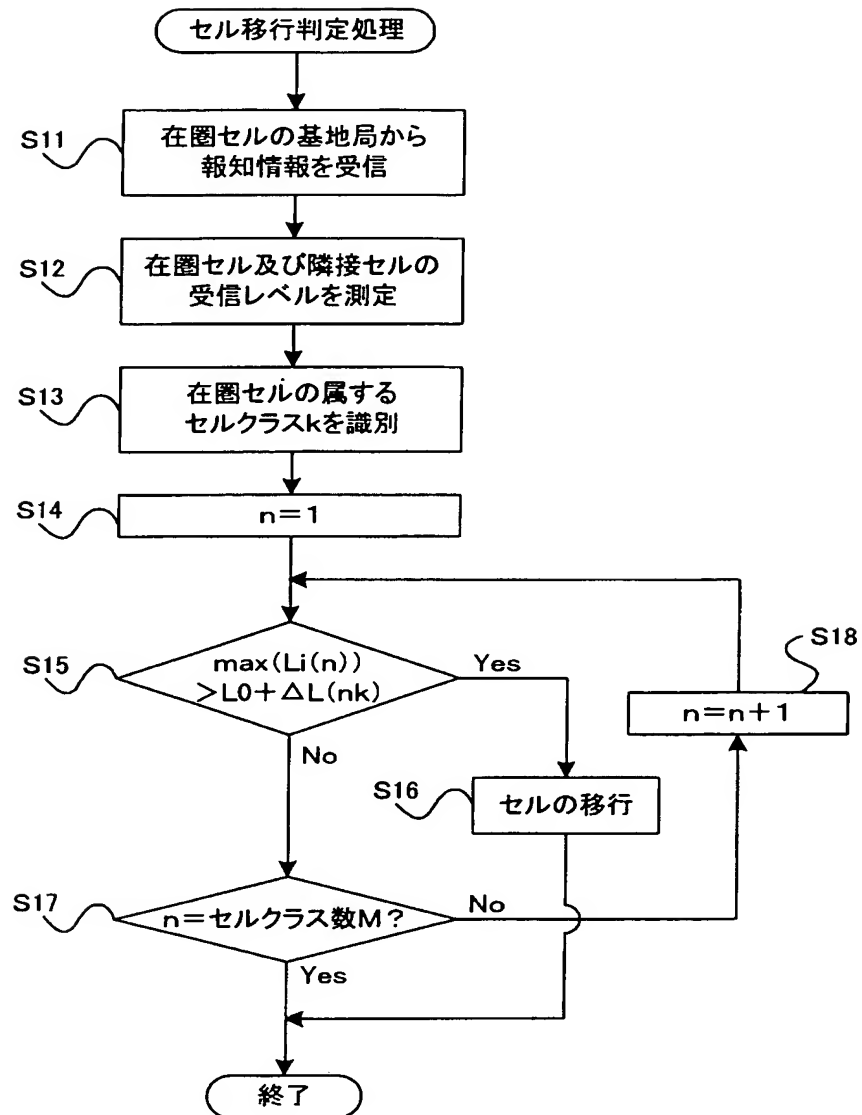 セル移行判定処理
S11
在圏セルの基地局から
報知情報を受信
S12
在圏セル及び隣接セルの
受信レベルを測定
S13
在圏セルの属する
セルクラスkを識別
S14
n=1
S15
max(Li(n))
>L0+ΔL(nk)
Yes
No
S18
n=n+1
S16
セルの移行
S17
n=セルクラス数M?
No
Yes
終了